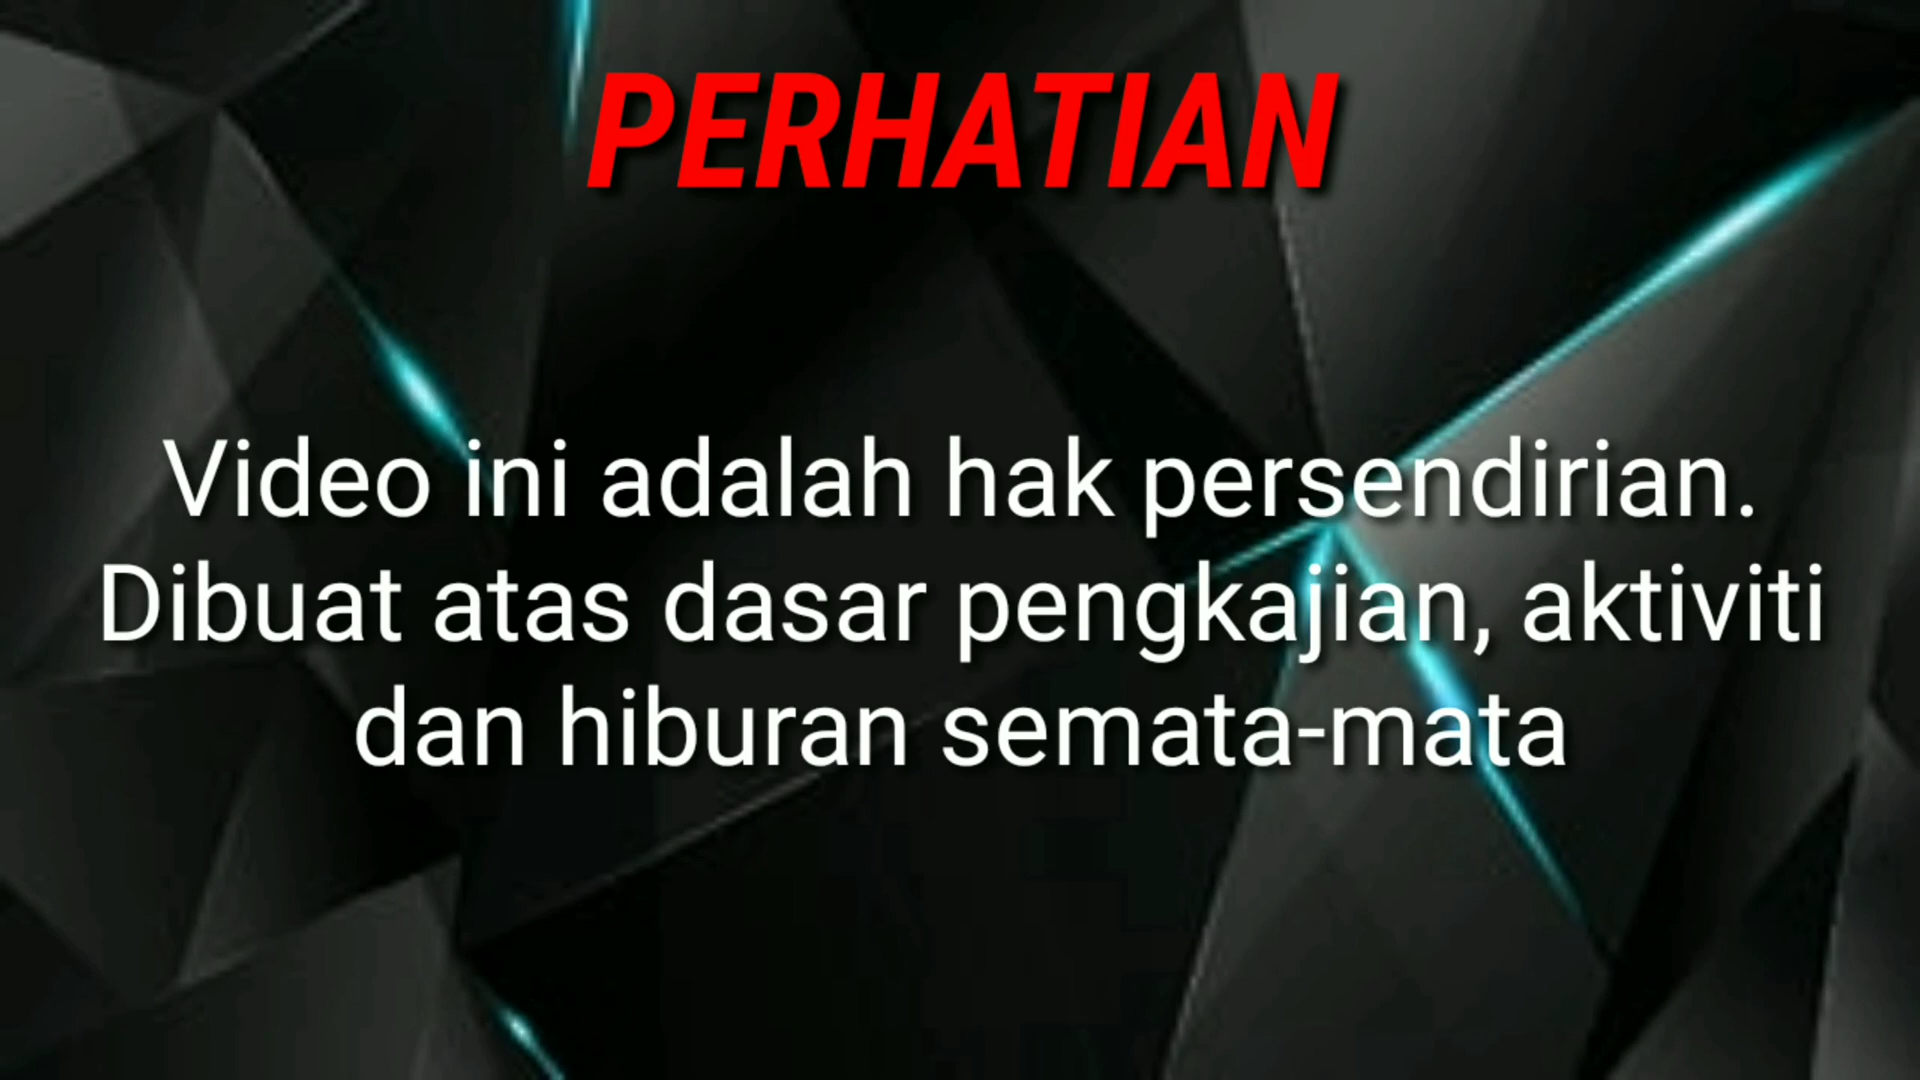 PERHATIAN
Video ini adalah hak persendirian.
Dibuat atas dasar pengkajian, aktiviti
dan hiburan semata-mata